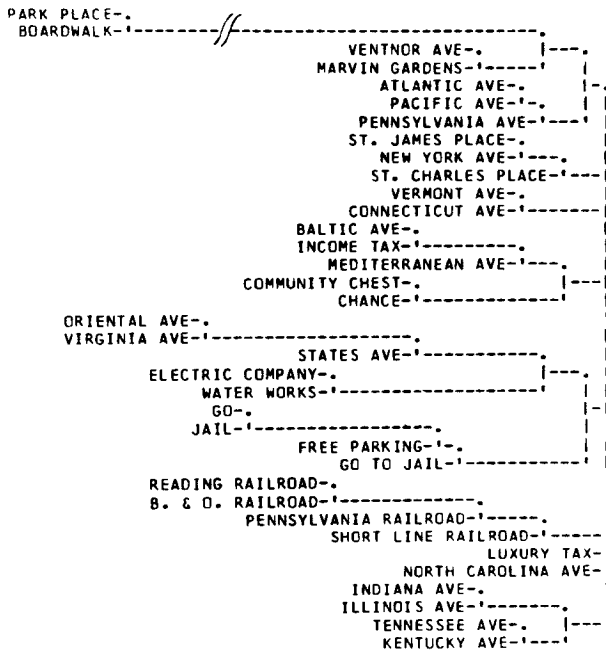 PARK PLACE
BOARDWALK
VENTNOR AVE
MARVIN GARDENS
ATLANTIC AVE
PACIFIC AVE
PENNSYLVANIA AVE
ST. JAMES PLACE
NEW YORK AVE
ST. CHARLES PLACE
VERMONT AVE
CONNECTICUT AVE
BALTIC AVE
INCOME TAX
MEDITERRANEAN AVE
COMMUNITY CHEST
CHANCE
ORIENTAL AVE
VIRGINIA AVE
STATES AVE
ELECTRIC COMPANY
WATER WORKS
GO
JAIL
FREE PARKING
GO TO JAIL
READING RAILROAD
B. & O. RAILROAD
PENNSYLVANIA RAILROAD
SHORT LINE RAILROAD
LUXURY TAX
NORTH CAROLINA AVE
INDIANA AVE
ILLINOIS AVE
TENNESSEE AVE
KENTUCKY AVE